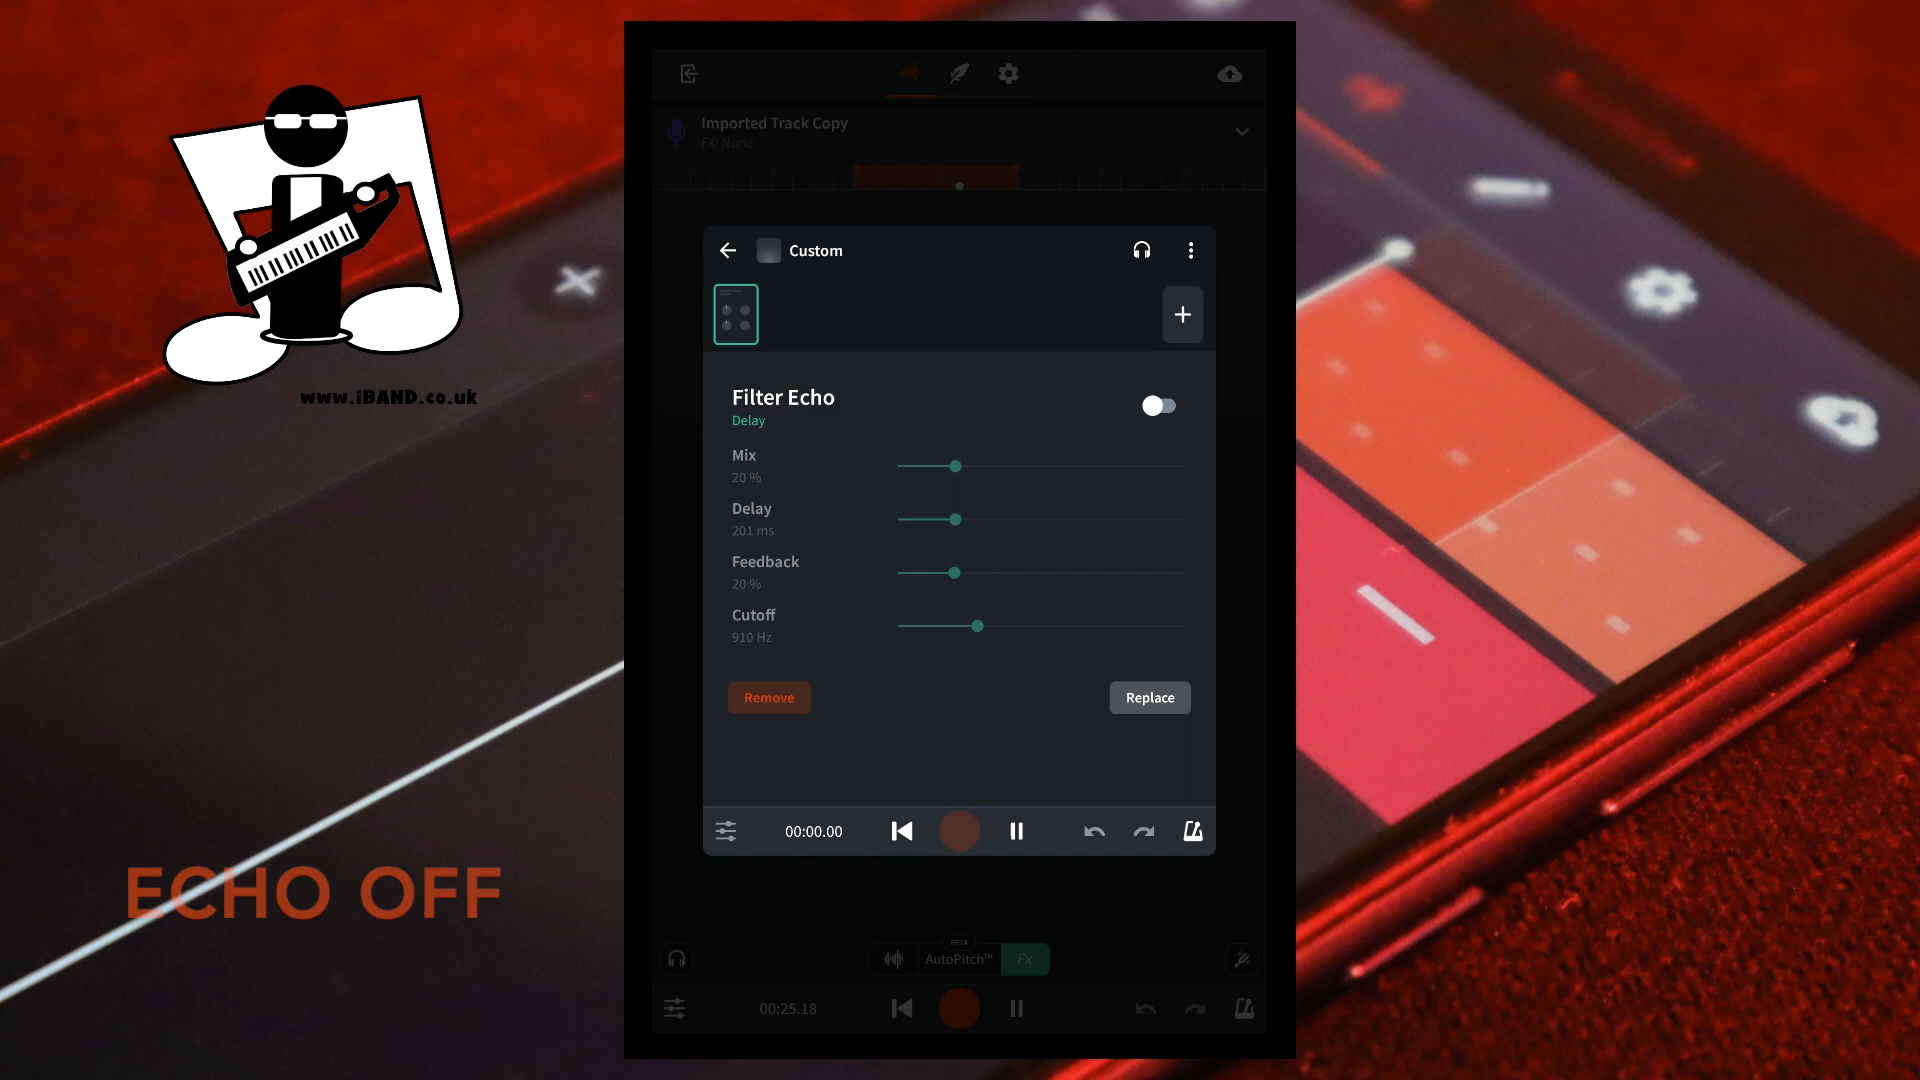 www.iBAND.co.uk
ECHO OFF
Imported Track Copy
FX: None
Custom
Filter Echo
Delay
Mix
20 %
Delay
201 ms
Feedback
20 %
Cutoff
910 Hz
Remove
Replace
00:00.00
BETA
AutoPitch™
Fx
00:25.18